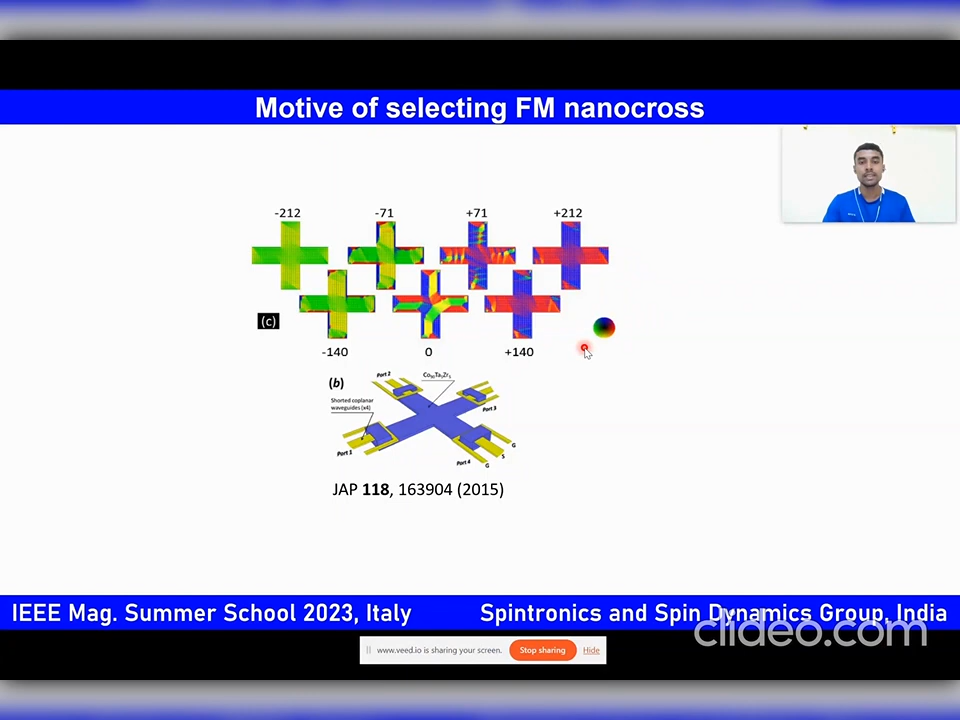 Motive of selecting FM nanocross
-212 -71 +71 +212
(c)
-140 0 +140
(b)
Port 2
Shorted coplanar
waveguides (x4)
Port 3
Port 1
Port 4
G
S
G
JAP 118, 163904 (2015)
IEEE Mag. Summer School 2023, Italy Spintronics and Spin Dynamics Group, India
clideo.com
www.veed.io is sharing your screen. Stop sharing Hide